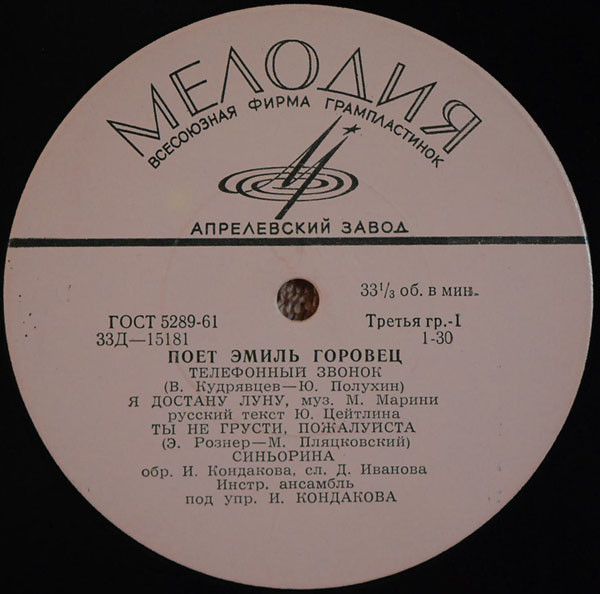 МЕЛОДИЯ
ВСЕСОЮЗНАЯ ФИРМА ГРАМПЛАСТИНОК
АПРЕЛЕВСКИЙ ЗАВОД
33⅓ об. в мин.
ГОСТ 5289-61 Третья гр.-1
33Д—15181 1-30
ПОЕТ ЭМИЛЬ ГОРОВЕЦ
ТЕЛЕФОННЫЙ ЗВОНОК
(В. Кудрявцев—Ю. Полухин)
Я ДОСТАНУ ЛУНУ, муз. М. Марини
русский текст Ю. Цейтлина
ТЫ НЕ ГРУСТИ, ПОЖАЛУЙСТА
(Э. Рознер—М. Пляцковский)
СИНЬОРИНА
обр. И. Кондакова, сл. Д. Иванова
Инстр. ансамбль
под упр. И. КОНДАКОВА